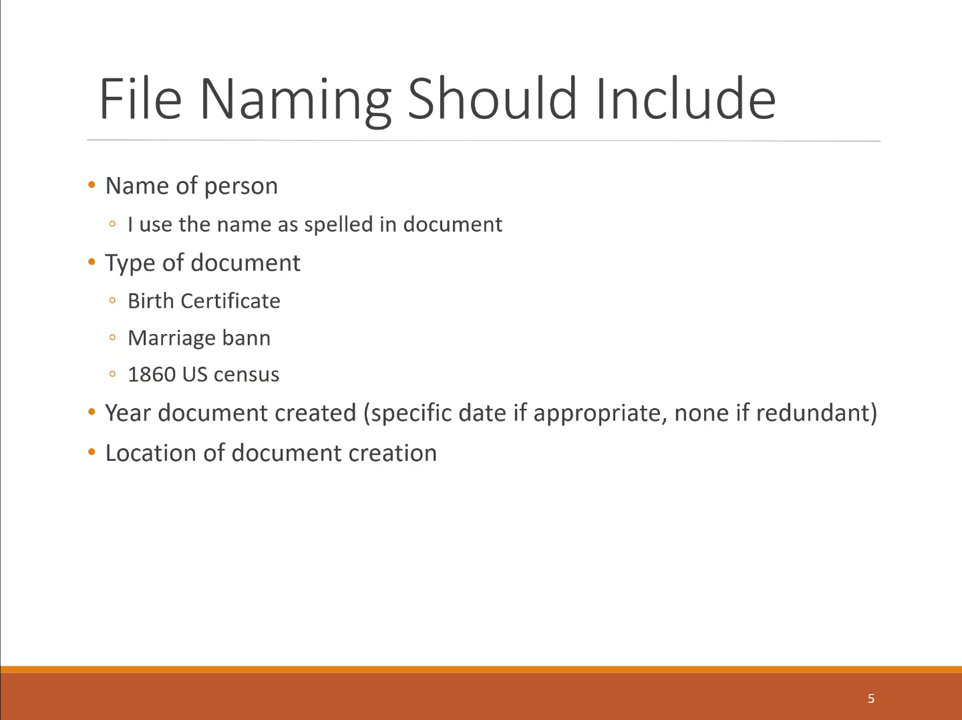 File Naming Should Include
• Name of person
◦ I use the name as spelled in document
• Type of document
◦ Birth Certificate
◦ Marriage bann
◦ 1860 US census
• Year document created (specific date if appropriate, none if redundant)
• Location of document creation
5